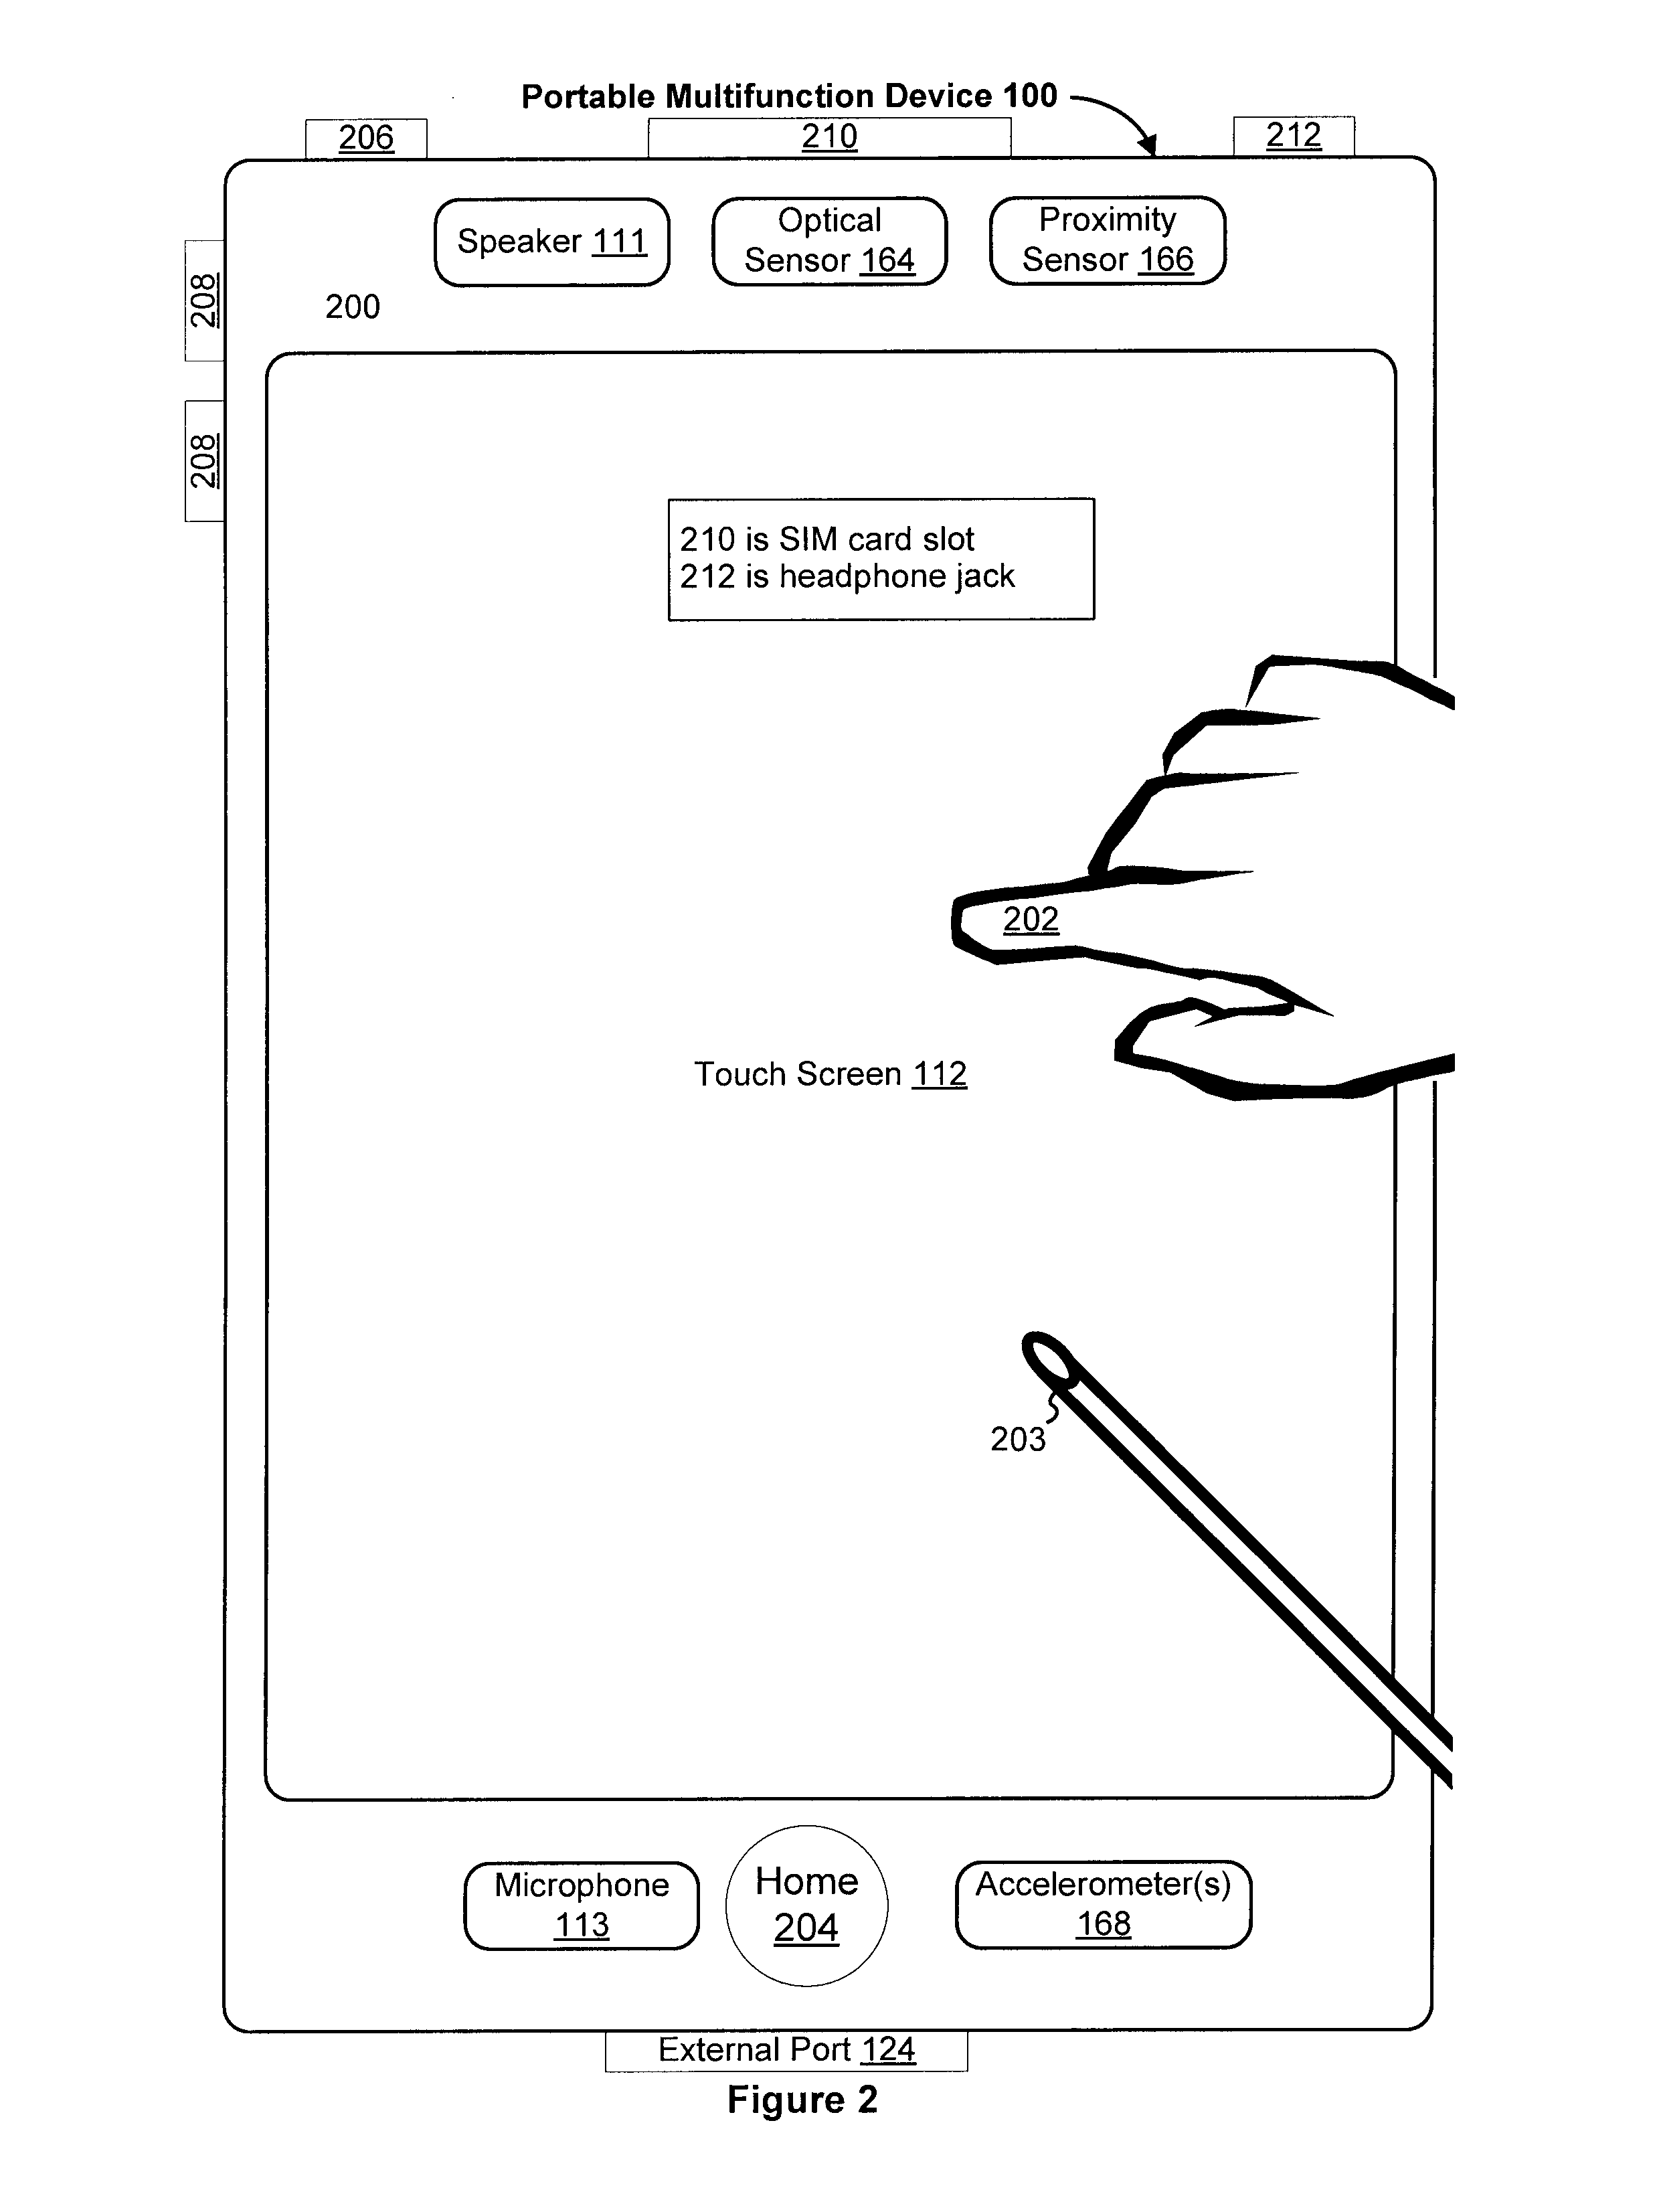 Portable Multifunction Device 100
206
210
212
Speaker 111
Optical
Sensor 164
Proximity
Sensor 166
208
200
208
210 is SIM card slot
212 is headphone jack
202
Touch Screen 112
203
Microphone
113
Home
204
Accelerometer(s)
168
External Port 124
Figure 2